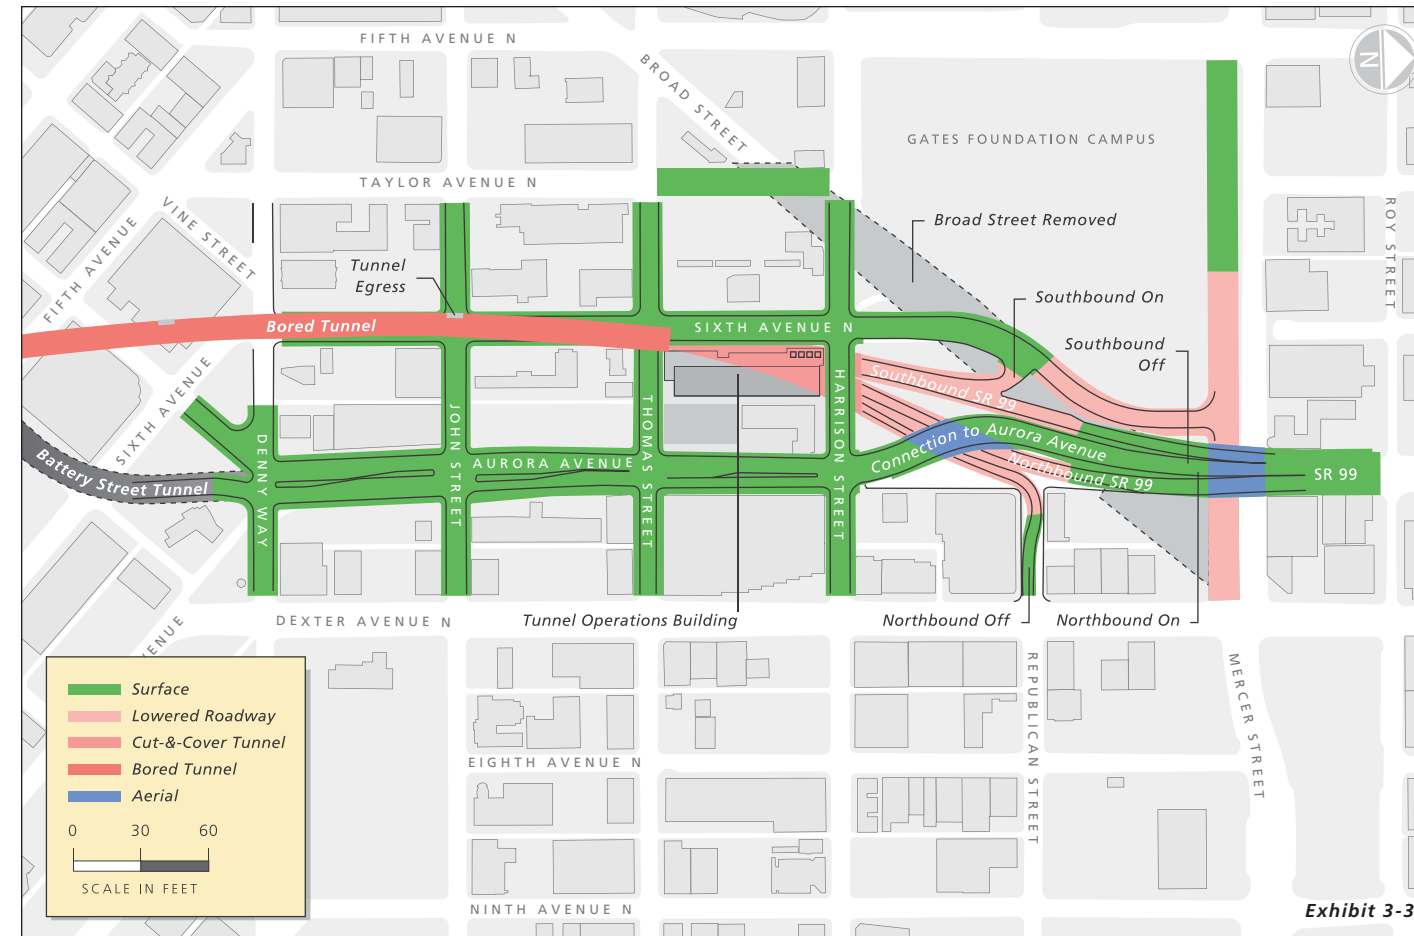 FIFTH AVENUE N
BROAD STREET
N
GATES FOUNDATION CAMPUS
TAYLOR AVENUE N
VINE STREET
FIFTH AVENUE
ROY STREET
Broad Street Removed
Tunnel
Egress
Southbound On
Bored Tunnel
SIXTH AVENUE N
Southbound
Off
Southbound SR 99
SIXTH AVENUE
HARRISON STREET
THOMAS STREET
JOHN STREET
DENNY WAY
Connection to Aurora Avenue
Battery Street Tunnel
AURORA AVENUE
Northbound SR 99
SR 99
DEXTER AVENUE N
Tunnel Operations Building
Northbound Off
Northbound On
AVENUE
REPUBLICAN STREET
MERCER STREET
Surface
Lowered Roadway
Cut-&-Cover Tunnel
Bored Tunnel
Aerial
0 30 60
SCALE IN FEET
EIGHTH AVENUE N
NINTH AVENUE N
Exhibit 3-3